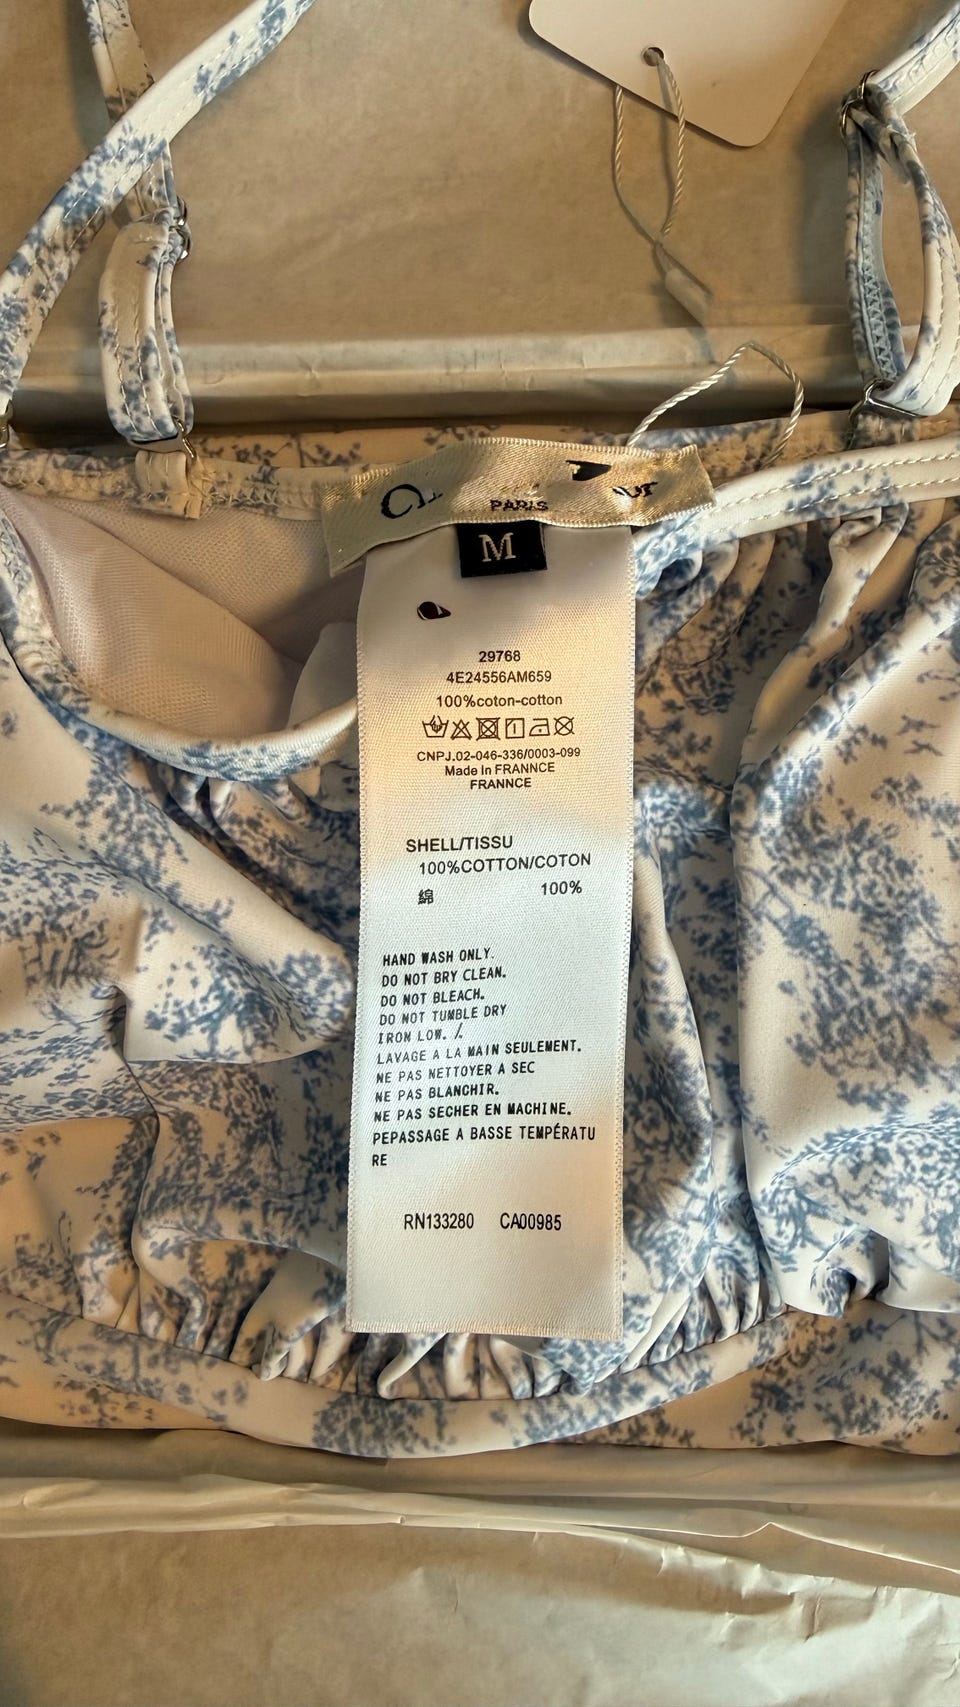 PARIS
M
29768
4E24556AM659
100%coton-cotton
CNPJ.02-046-336/0003-099
Made In FRANNCE
FRANNCE
SHELL/TISSU
100%COTTON/COTON
綿 100%
HAND WASH ONLY.
DO NOT BRY CLEAN.
DO NOT BLEACH.
DO NOT TUMBLE DRY
IRON LOW. /.
LAVAGE A LA MAIN SEULEMENT.
NE PAS NETTOYER A SEC
NE PAS BLANCHIR.
NE PAS SECHER EN MACHINE.
PEPASSAGE A BASSE TEMPÉRATU
RE
RN133280 CA00985